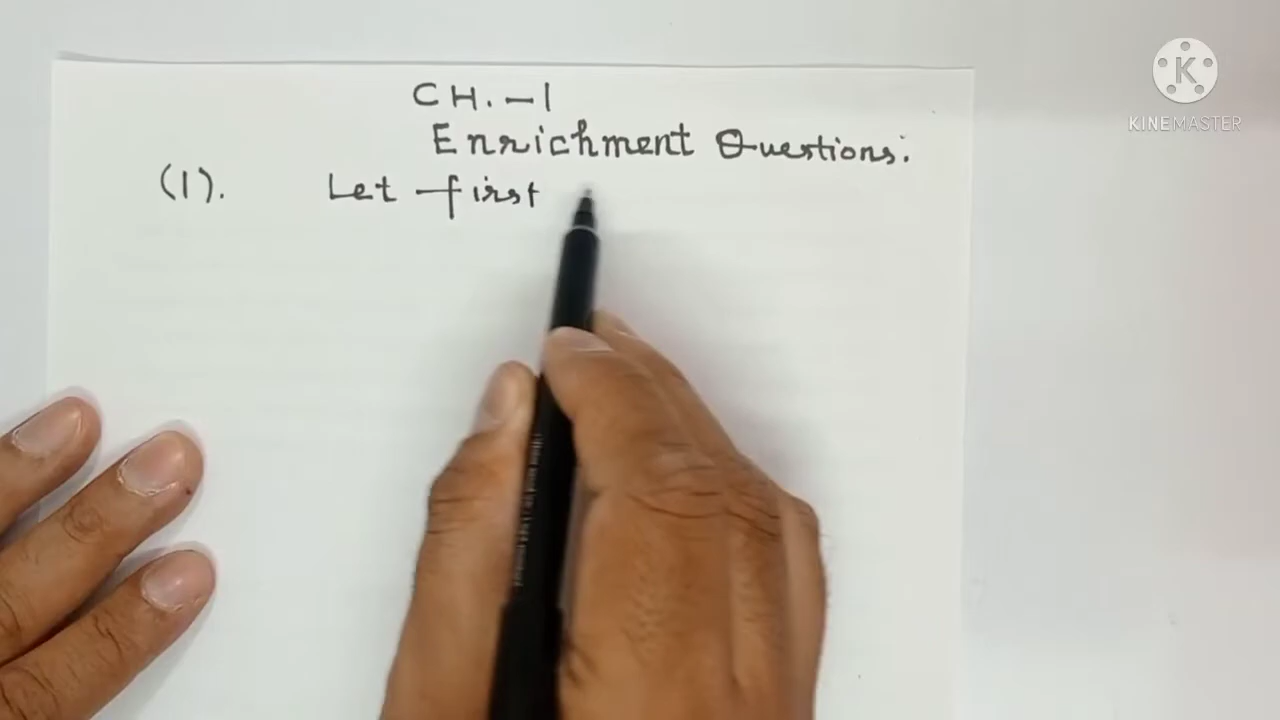 CH.-1
Enrichment Questions:
(1). Let first
K
KINEMASTER